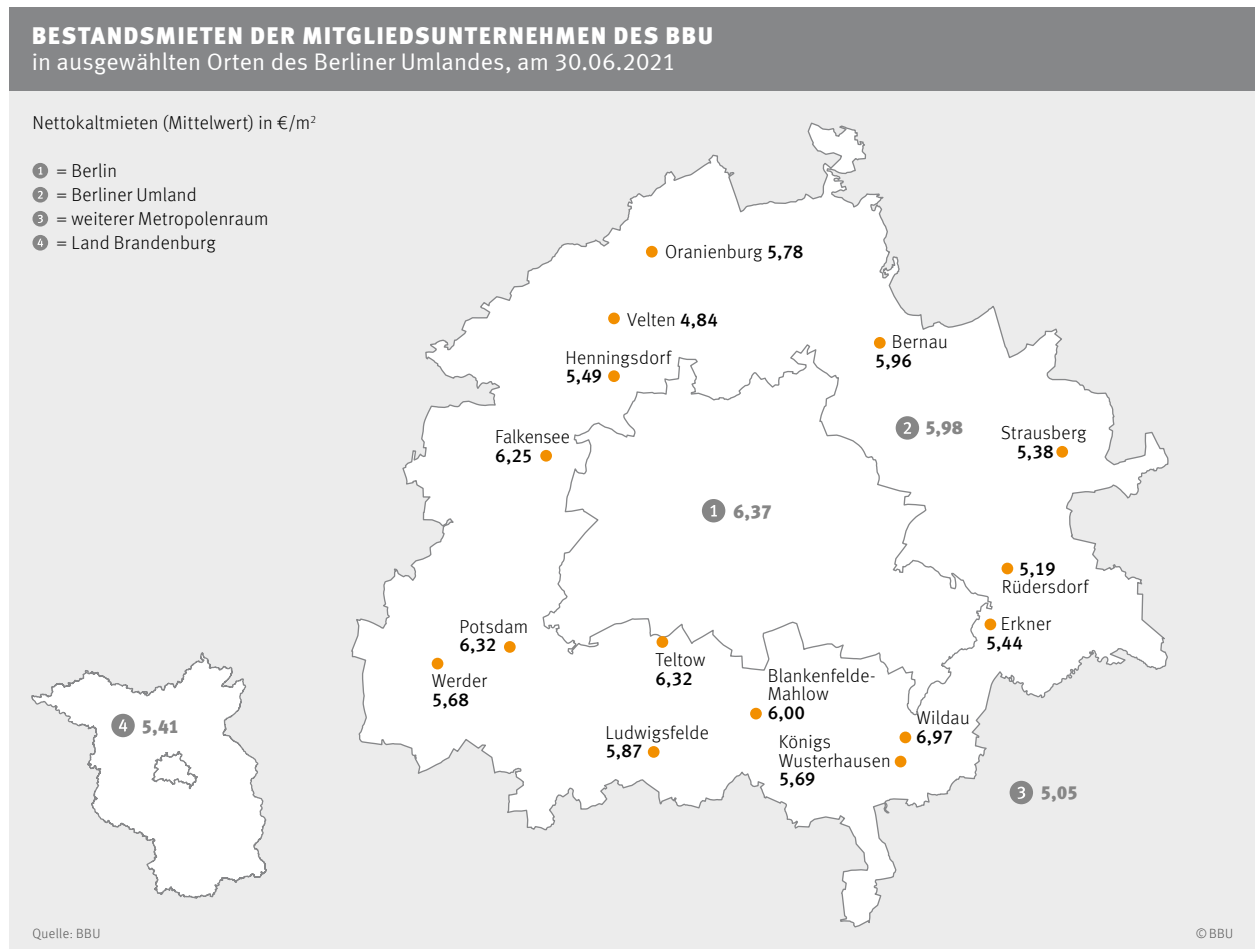 BESTANDSMIETEN DER MITGLIEDSUNTERNEHMEN DES BBU
in ausgewählten Orten des Berliner Umlandes, am 30.06.2021
Nettokaltmieten (Mittelwert) in €/m²
1 = Berlin
2 = Berliner Umland
3 = weiterer Metropolenraum
4 = Land Brandenburg
Oranienburg 5,78
Velten 4,84
Henningsdorf
5,49
Bernau
5,96
Falkensee
6,25
2 5,98
Strausberg
5,38
1 6,37
5,19
Rüdersdorf
Erkner
5,44
Potsdam
6,32
Werder
5,68
Teltow
6,32
Blankenfelde-
Mahlow
6,00
Ludwigsfelde
5,87
Königs
Wusterhausen
5,69
Wildau
6,97
4 5,41
3 5,05
Quelle: BBU
© BBU